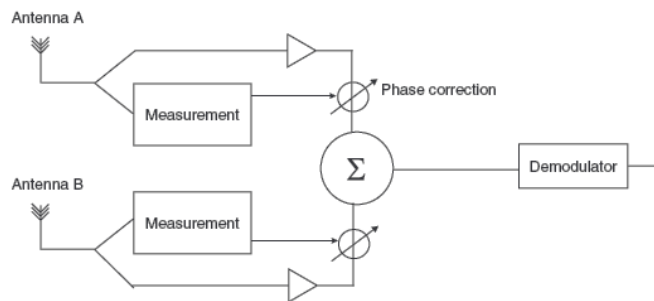 Antenna A
Measurement
Phase correction
Σ
Demodulator
Antenna B
Measurement